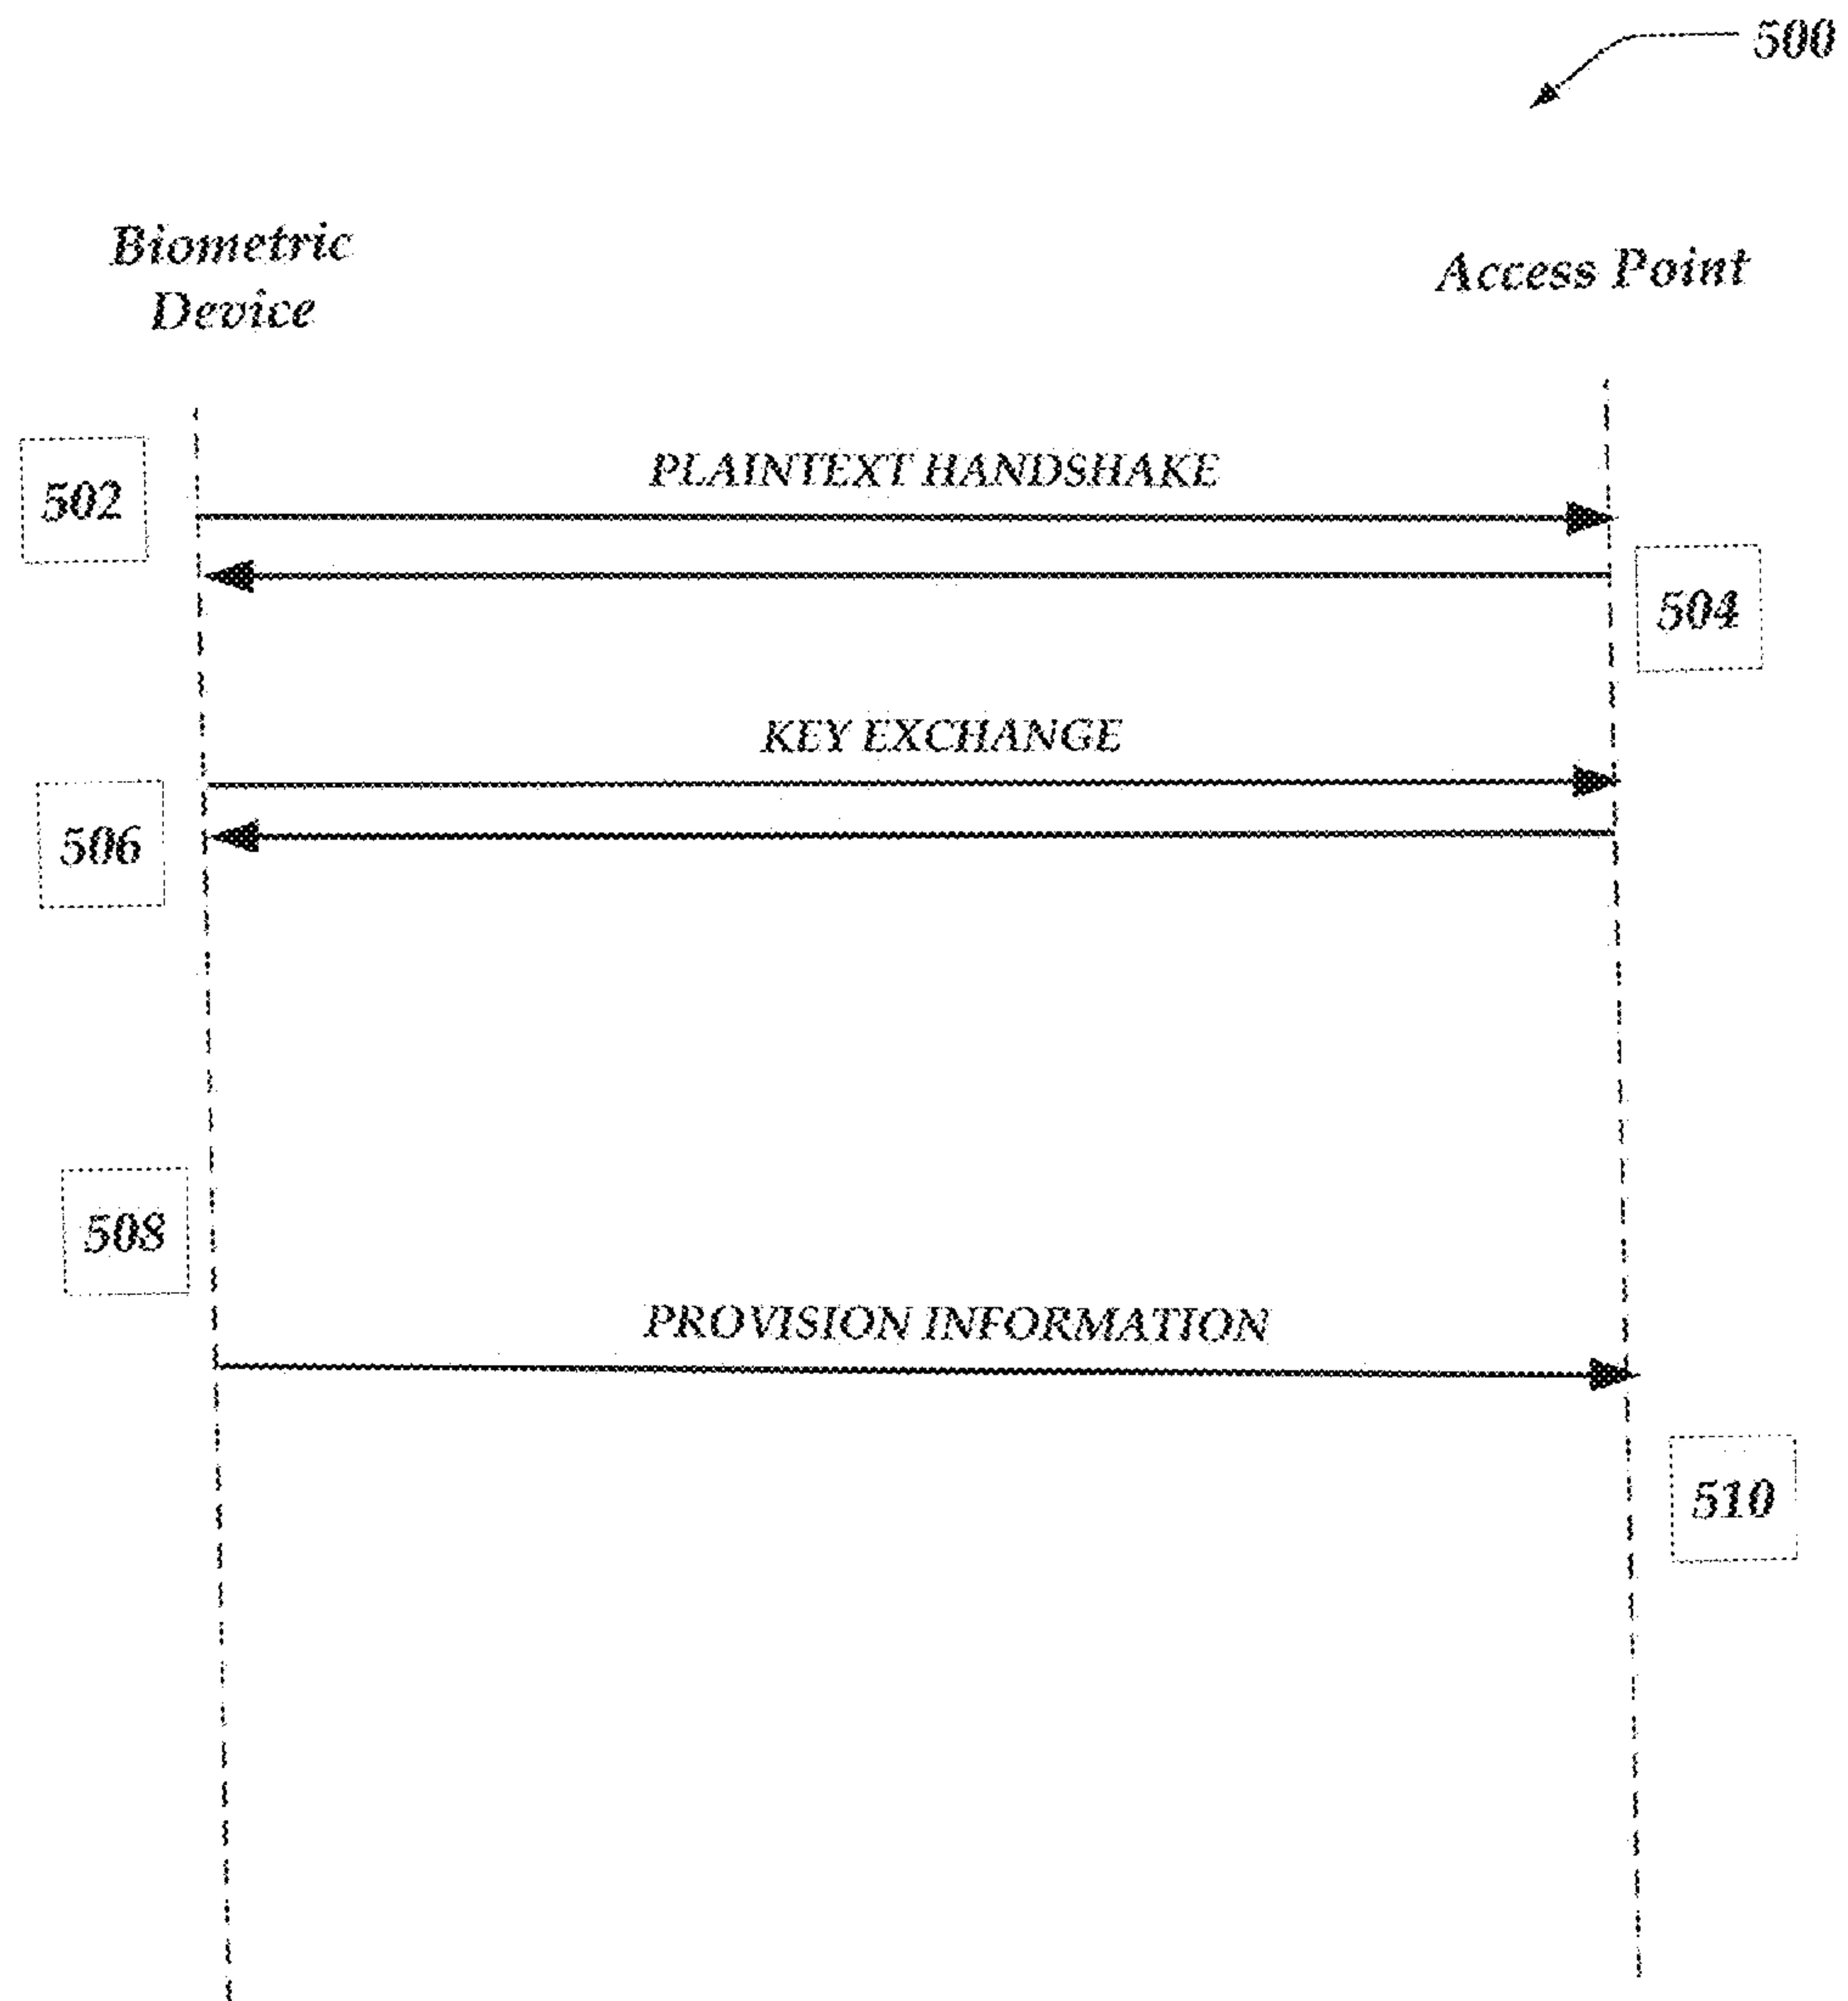 500
Biometric
Device
Access Point
PLAINTEXT HANDSHAKE
502
504
KEY EXCHANGE
506
508
PROVISION INFORMATION
510